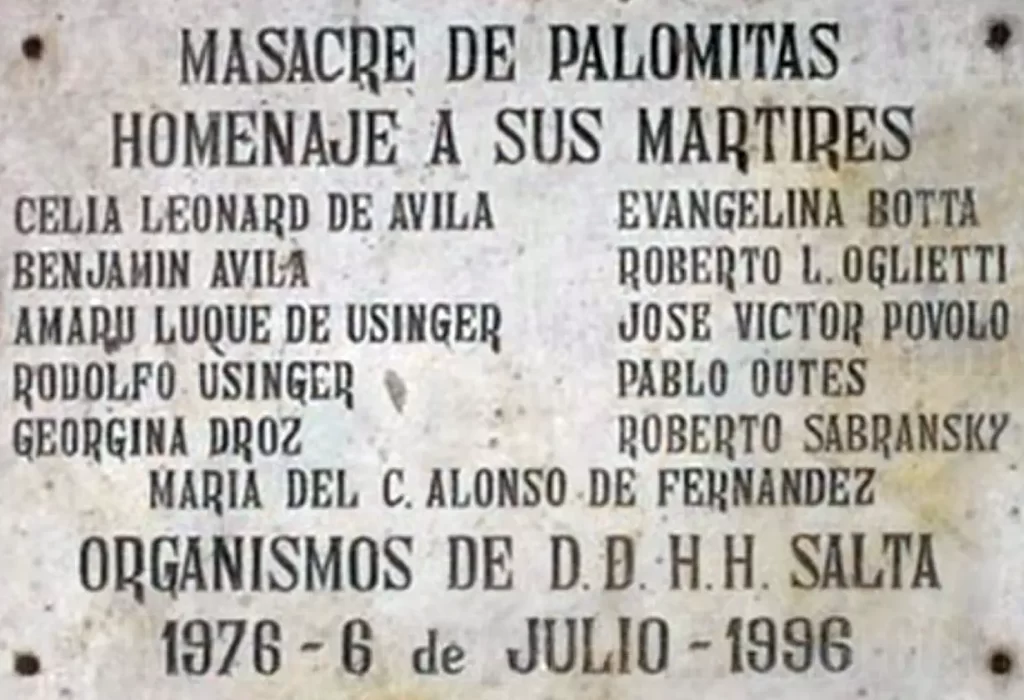 MASACRE DE PALOMITAS
HOMENAJE A SUS MARTIRES
CELIA LEONARD DE AVILA
BENJAMIN AVILA
AMARU LUQUE DE USINGER
RODOLFO USINGER
GEORGINA DROZ
EVANGELINA BOTTA
ROBERTO L. OGLIETTI
JOSE VICTOR POVOLO
PABLO OUTES
ROBERTO SABRANSKY
MARIA DEL C. ALONSO DE FERNANDEZ
ORGANISMOS DE D.D.H.H. SALTA
1976 - 6 de JULIO - 1996